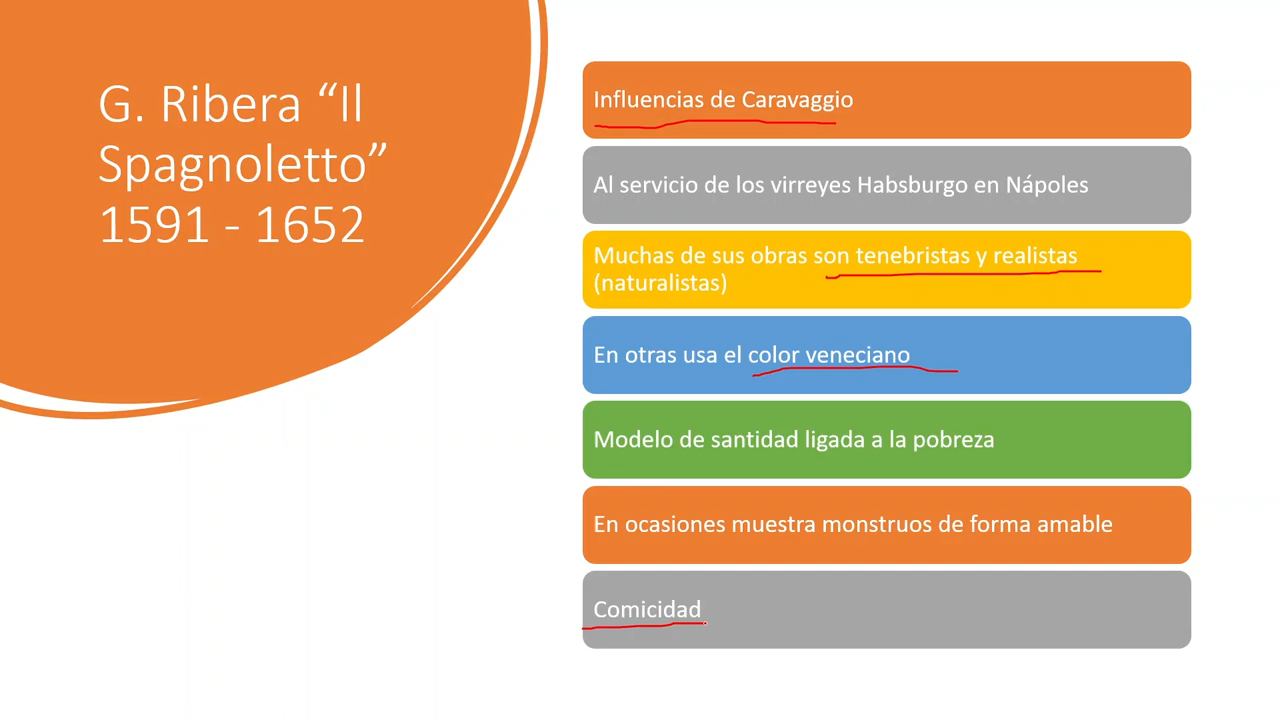 G. Ribera “Il
Spagnoletto”
1591 - 1652
Influencias de Caravaggio
Al servicio de los virreyes Habsburgo en Nápoles
Muchas de sus obras son tenebristas y realistas
(naturalistas)
En otras usa el color veneciano
Modelo de santidad ligada a la pobreza
En ocasiones muestra monstruos de forma amable
Comicidad